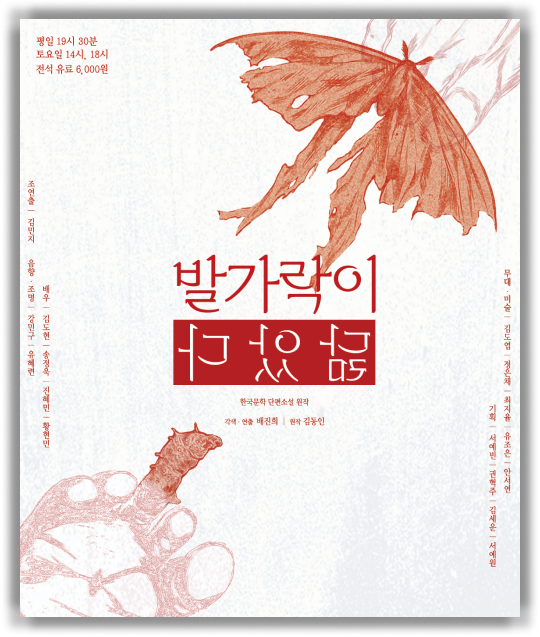 평일 19시 30분
토요일 14시, 18시
전석 유료 6,000원
발가락이
닮았다
한국문학 단편소설 원작
각색·연출 배진희 | 원작 김동인
조연출 | 김민지
음향·조명 | 강민구 | 유혜련
배우 | 김도현 | 송정욱 | 진혜민 | 황현민
무대·미술 | 김도엽 | 정은채 | 최지율 | 유조은 | 안서연
기획 | 서예빈 | 권혁주 | 김세은 | 서예원